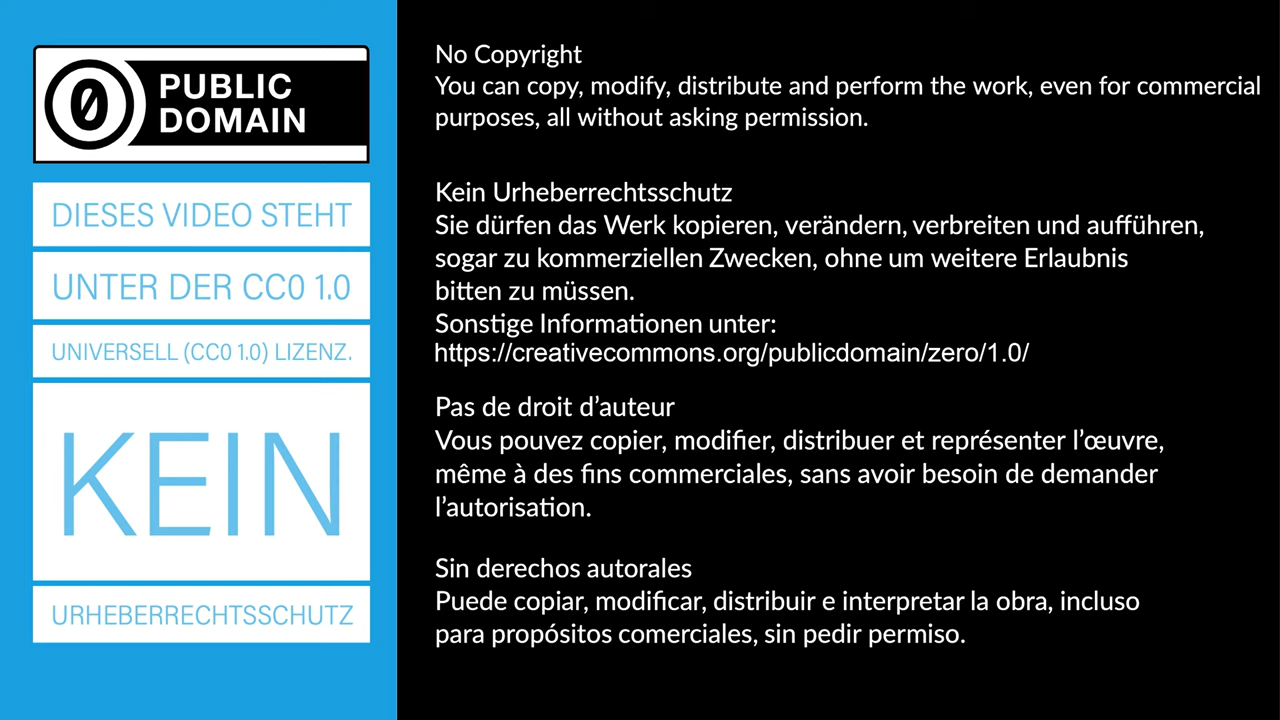 0 PUBLIC
DOMAIN
DIESES VIDEO STEHT
UNTER DER CC0 1.0
UNIVERSELL (CC0 1.0) LIZENZ.
KEIN
URHEBERRECHTSSCHUTZ
No Copyright
You can copy, modify, distribute and perform the work, even for commercial
purposes, all without asking permission.
Kein Urheberrechtsschutz
Sie dürfen das Werk kopieren, verändern, verbreiten und aufführen,
sogar zu kommerziellen Zwecken, ohne um weitere Erlaubnis
bitten zu müssen.
Sonstige Informationen unter:
https://creativecommons.org/publicdomain/zero/1.0/
Pas de droit d’auteur
Vous pouvez copier, modifier, distribuer et représenter l’œuvre,
même à des fins commerciales, sans avoir besoin de demander
l’autorisation.
Sin derechos autorales
Puede copiar, modificar, distribuir e interpretar la obra, incluso
para propósitos comerciales, sin pedir permiso.